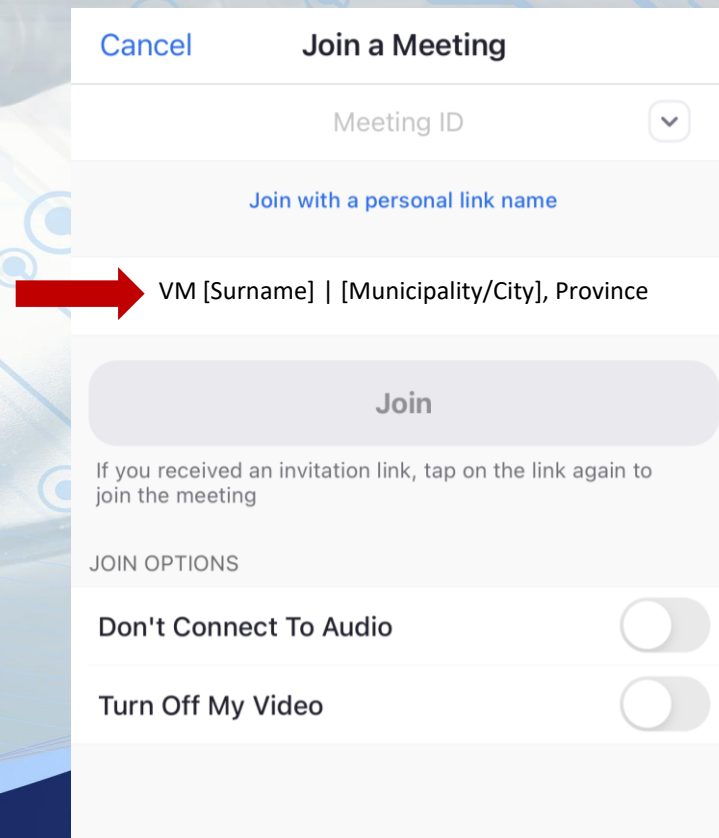 Cancel Join a Meeting
Meeting ID
Join with a personal link name
VM [Surname] | [Municipality/City], Province
Join
If you received an invitation link, tap on the link again to
join the meeting
JOIN OPTIONS
Don't Connect To Audio
Turn Off My Video